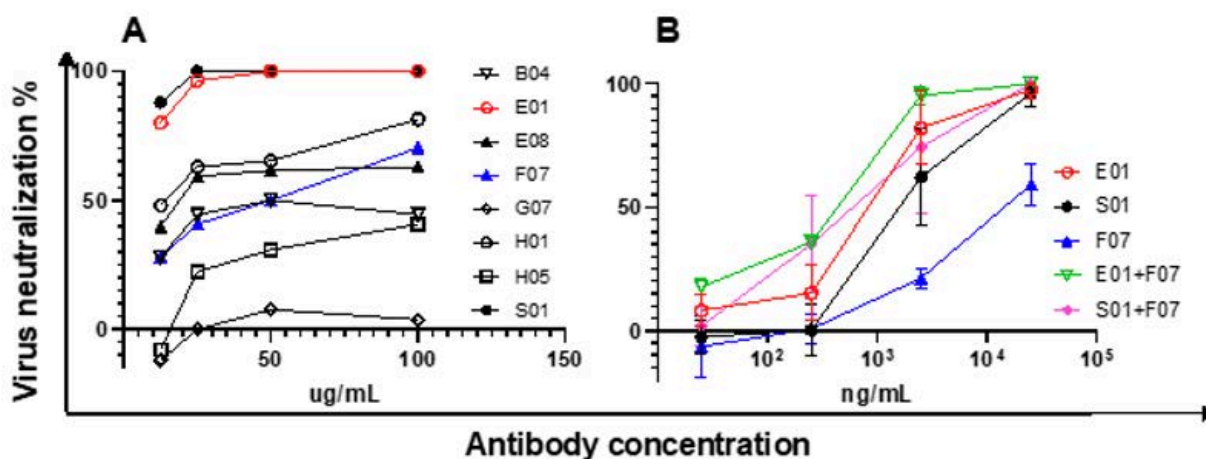 A
B
Virus neutralization %
100
50
0
50
100
150
ug/mL
B04
E01
E08
F07
G07
H01
H05
S01
100
50
0
10²
10³
10⁴
10⁵
ng/mL
E01
S01
F07
E01+F07
S01+F07
Antibody concentration